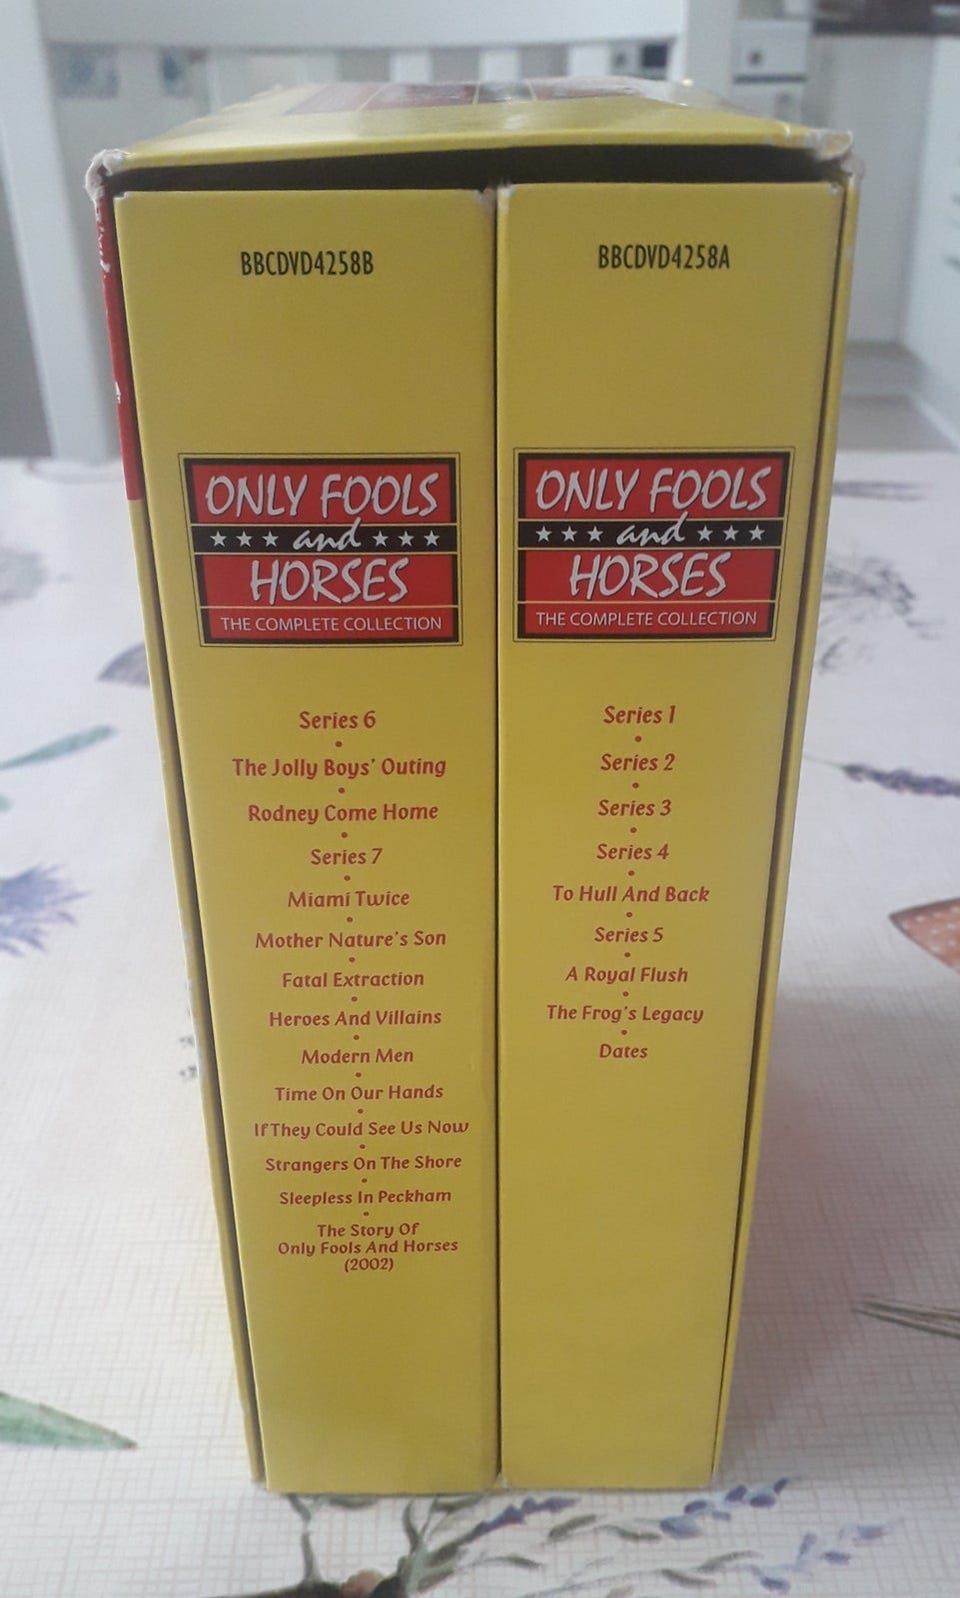 BBCDVD4258B
ONLY FOOLS
and
HORSES
THE COMPLETE COLLECTION
Series 6
The Jolly Boys' Outing
Rodney Come Home
Series 7
Miami Twice
Mother Nature's Son
Fatal Extraction
Heroes And Villains
Modern Men
Time On Our Hands
If They Could See Us Now
Strangers On The Shore
Sleepless In Peckham
The Story Of
Only Fools And Horses
(2002)
BBCDVD4258A
ONLY FOOLS
and
HORSES
THE COMPLETE COLLECTION
Series 1
Series 2
Series 3
Series 4
To Hull And Back
Series 5
A Royal Flush
The Frog's Legacy
Dates